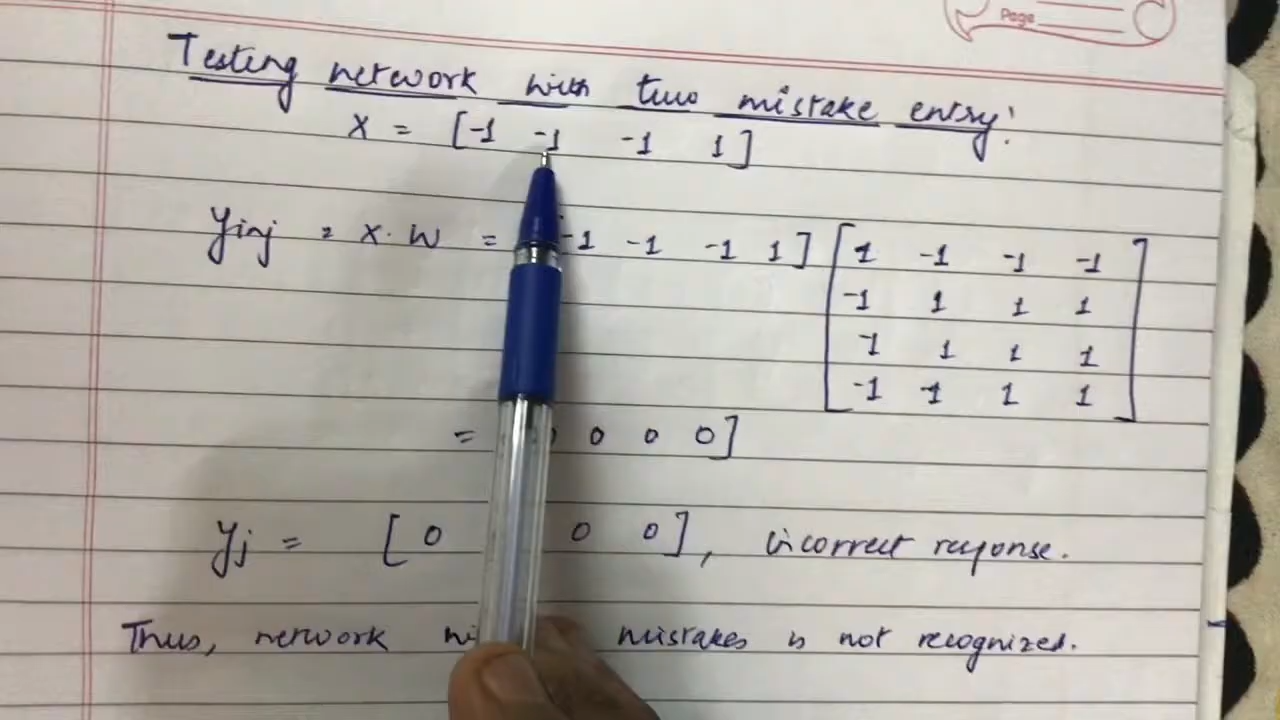 Page
Testing network with two mistake entry:
X = [-1 -1 -1 1]
Yinj = X. W = -1 -1 -1 1] [1 -1 -1 -1
-1 1 1 1
-1 1 1 1
-1 1 1 1]
= 0 0 0]
Yj = [0 0 0], incorrect response.
Thus, network mistakes is not recognized.